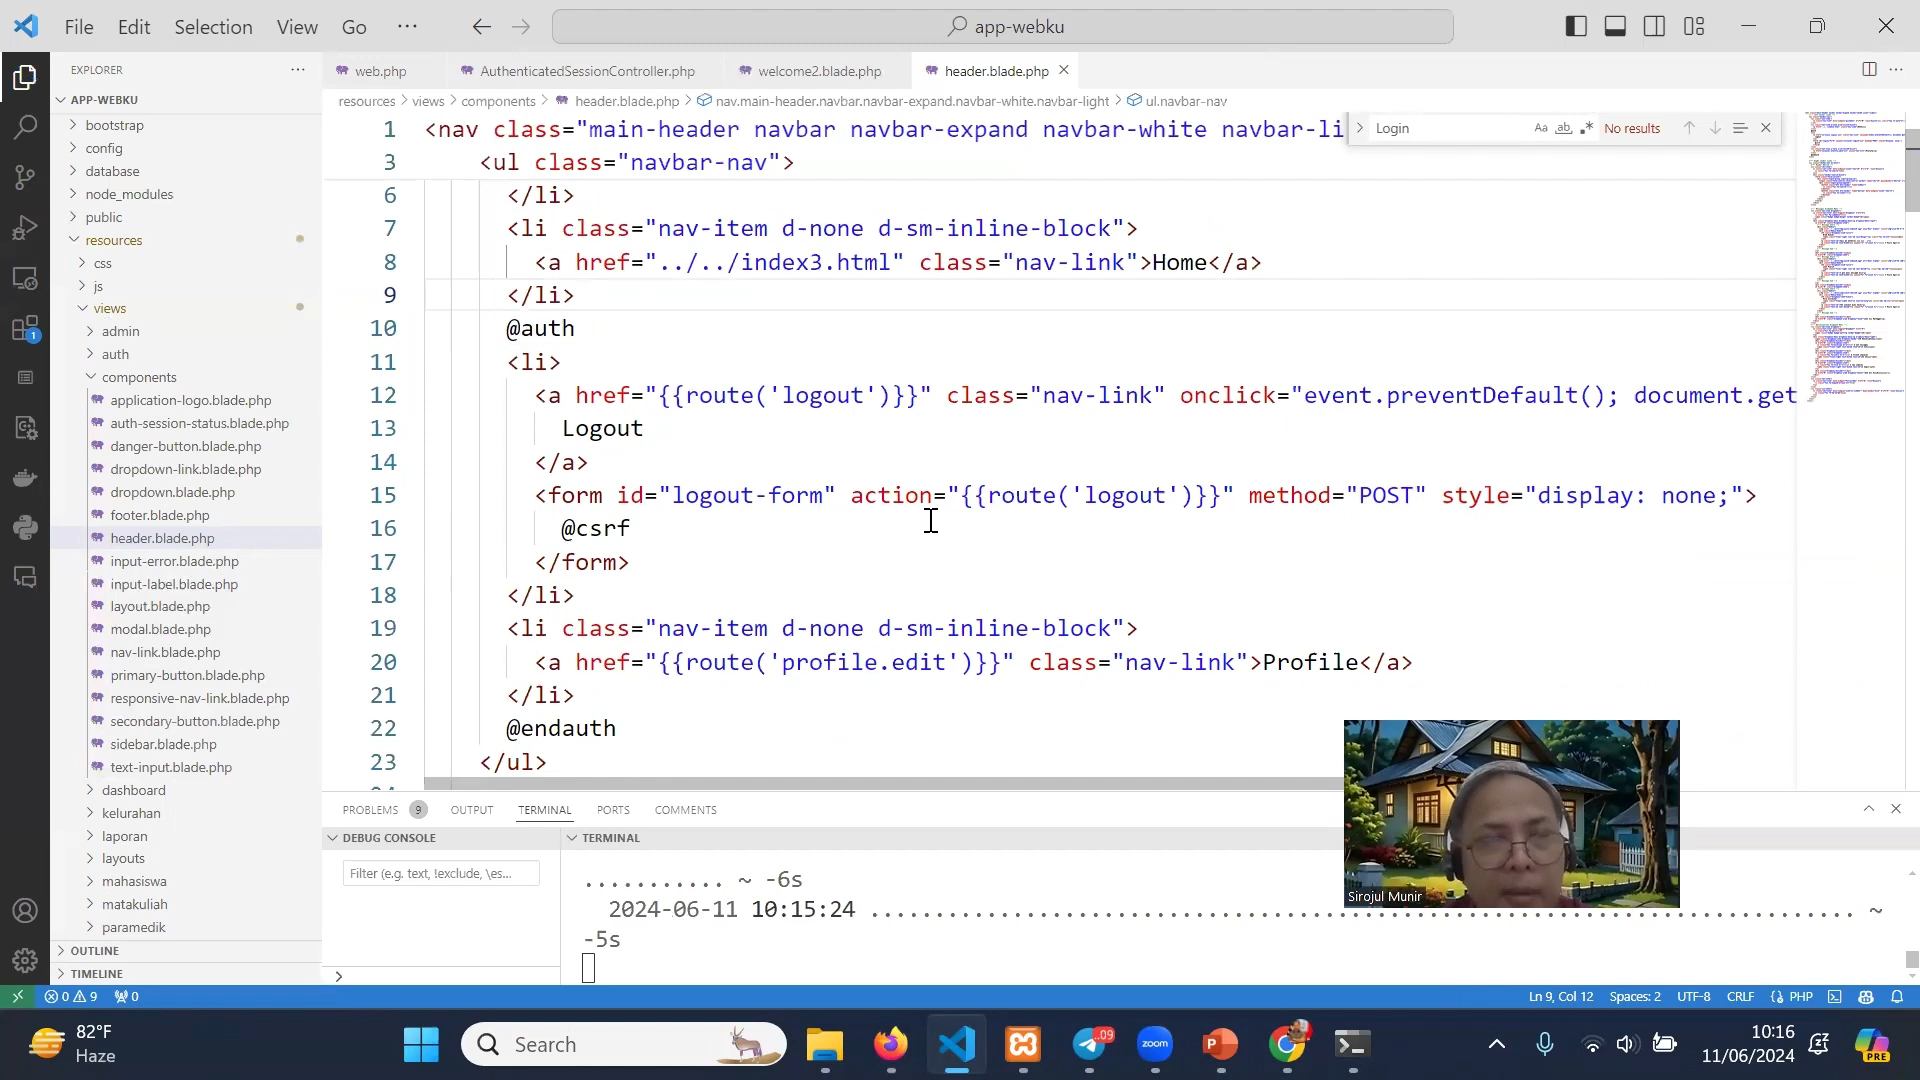 File Edit Selection View Go ··· app-webku
EXPLORER ···
APP-WEBKU
bootstrap
config
database
node_modules
public
resources
css
js
views
admin
auth
components
application-logo.blade.php
auth-session-status.blade.php
danger-button.blade.php
dropdown-link.blade.php
dropdown.blade.php
footer.blade.php
header.blade.php
input-error.blade.php
input-label.blade.php
layout.blade.php
modal.blade.php
nav-link.blade.php
primary-button.blade.php
responsive-nav-link.blade.php
secondary-button.blade.php
sidebar.blade.php
text-input.blade.php
dashboard
kelurahan
laporan
layouts
mahasiswa
matakuliah
paramedik
OUTLINE
TIMELINE
1
web.php AuthenticatedSessionController.php welcome2.blade.php header.blade.php
resources > views > components > header.blade.php > nav.main-header.navbar.navbar-expand.navbar-white.navbar-light > ul.navbar-nav
Login Aa ab No results
1 <nav class="main-header navbar navbar-expand navbar-white navbar-li
3 <ul class="navbar-nav">
6 </li>
7 <li class="nav-item d-none d-sm-inline-block">
8 <a href="../../index3.html" class="nav-link">Home</a>
9 </li>
10 @auth
11 <li>
12 <a href="{{route('logout')}}" class="nav-link" onclick="event.preventDefault(); document.get
13 Logout
14 </a>
15 <form id="logout-form" action="{{route('logout')}}" method="POST" style="display: none;">
16 @csrf
17 </form>
18 </li>
19 <li class="nav-item d-none d-sm-inline-block">
20 <a href="{{route('profile.edit')}}" class="nav-link">Profile</a>
21 </li>
22 @endauth
23 </ul>
PROBLEMS 9 OUTPUT TERMINAL PORTS COMMENTS
DEBUG CONSOLE
Filter (e.g. text, !exclude, \es...
TERMINAL
........... ~ -6s
2024-06-11 10:15:24 ........................................................................ ~
-5s
Sirojul Munir
0 9 0 Ln 9, Col 12 Spaces: 2 UTF-8 CRLF PHP
82°F
Haze
Search
09
zoom
10:16
11/06/2024
PRE